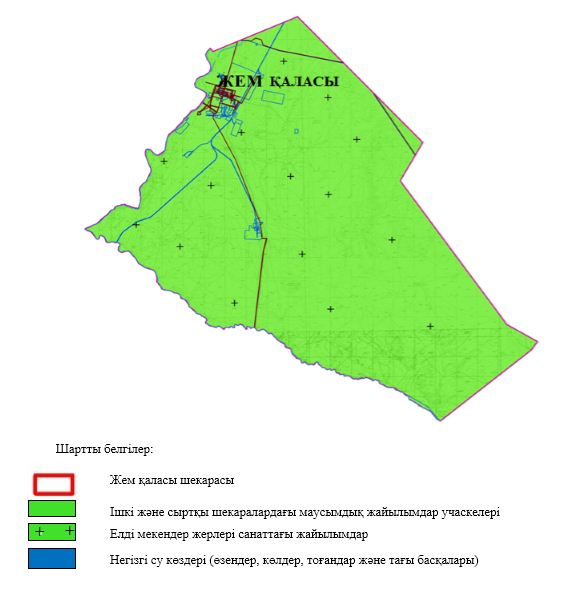 ЖЕМ ҚАЛАСЫ
Шартты белгілер:
Жем қаласы шекарасы
Ішкі және сыртқы шекаралардағы маусымдық жайылымдар учаскелері
Елді мекендер жерлері санаттағы жайылымдар
Негізгі су көздері (өзендер, көлдер, тоғандар және тағы басқалары)